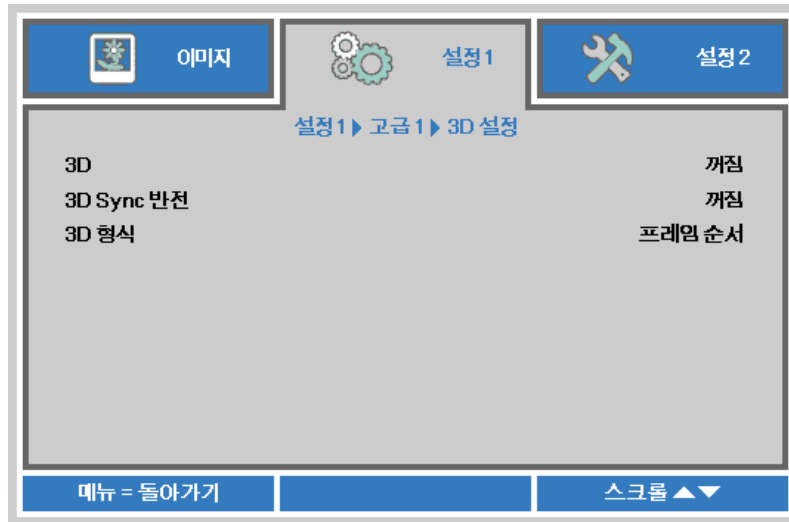 이미지
설정1
설정2
설정1▶고급1▶3D 설정
3D 꺼짐
3D Sync 반전 꺼짐
3D 형식 프레임 순서
메뉴 = 돌아가기
스크롤▲▼